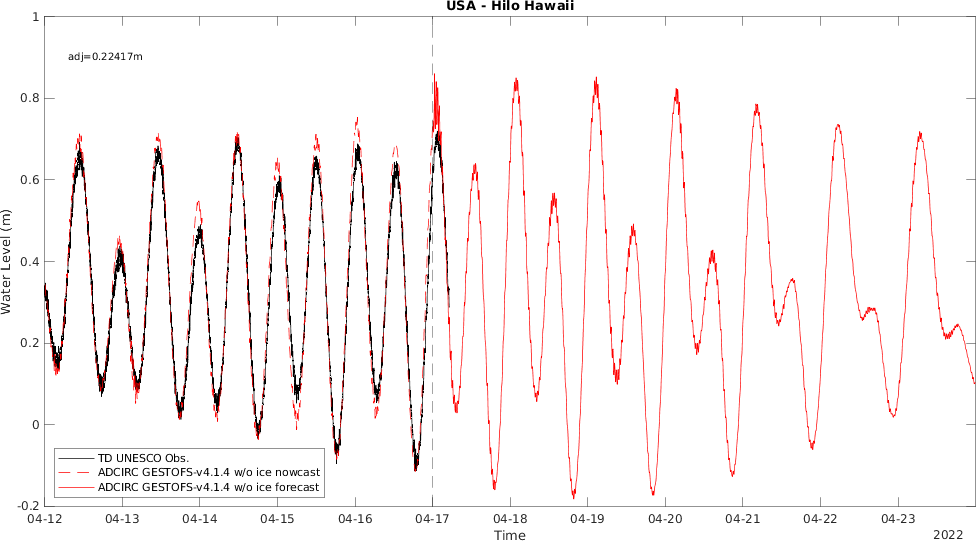 USA - Hilo Hawaii
adj=0.22417m
Water Level (m)
1
0.8
0.6
0.4
0.2
0
-0.2
TD UNESCO Obs.
ADCIRC GESTOFS-v4.1.4 w/o ice nowcast
ADCIRC GESTOFS-v4.1.4 w/o ice forecast
04-12 04-13 04-14 04-15 04-16 04-17 04-18 04-19 04-20 04-21 04-22 04-23
Time
2022